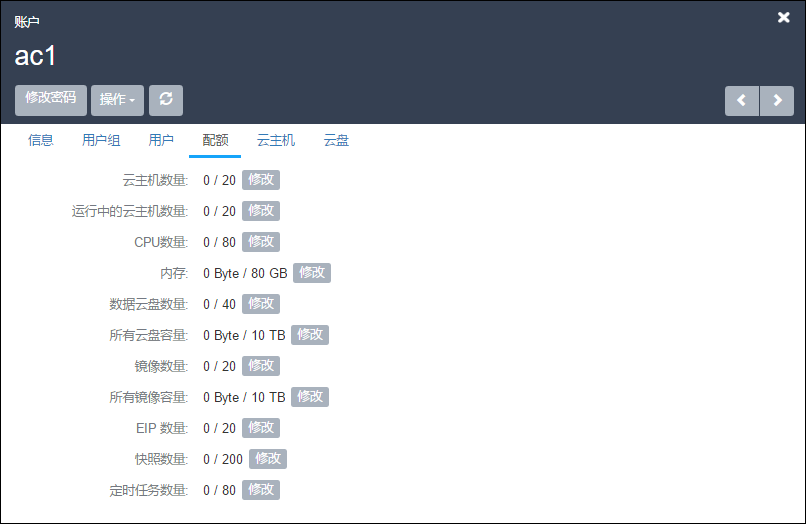 账户
ac1
修改密码 操作
信息 用户组 用户 配额 云主机 云盘
云主机数量: 0 / 20 修改
运行中的云主机数量: 0 / 20 修改
CPU数量: 0 / 80 修改
内存: 0 Byte / 80 GB 修改
数据云盘数量: 0 / 40 修改
所有云盘容量: 0 Byte / 10 TB 修改
镜像数量: 0 / 20 修改
所有镜像容量: 0 Byte / 10 TB 修改
EIP 数量: 0 / 20 修改
快照数量: 0 / 200 修改
定时任务数量: 0 / 80 修改